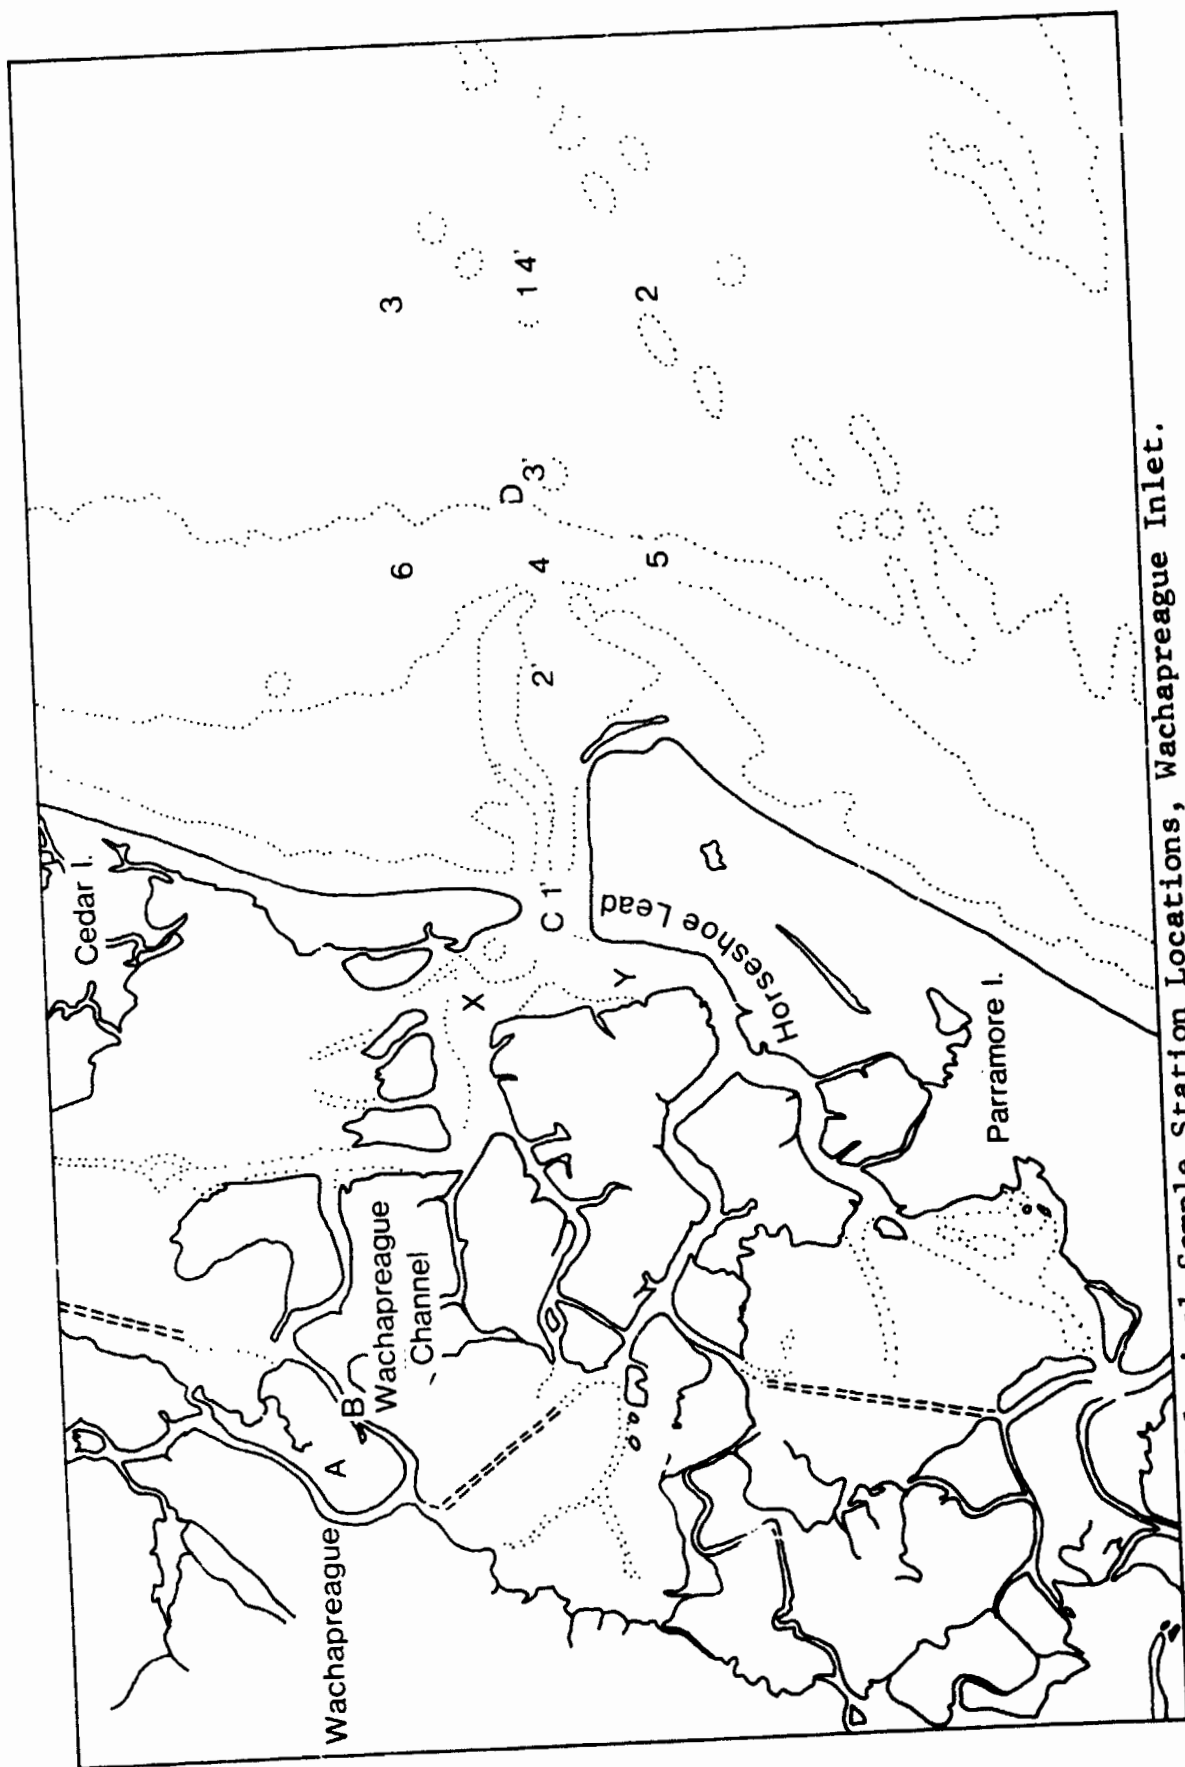 Cedar I.
Wachapreague
A
B
Wachapreague
Channel
6
3
X
D
1 4'
3'
4
2'
C 1'
Y
2
5
Horseshoe Lead
Parramore I.
Sample Station Locations, Wachapreague Inlet.